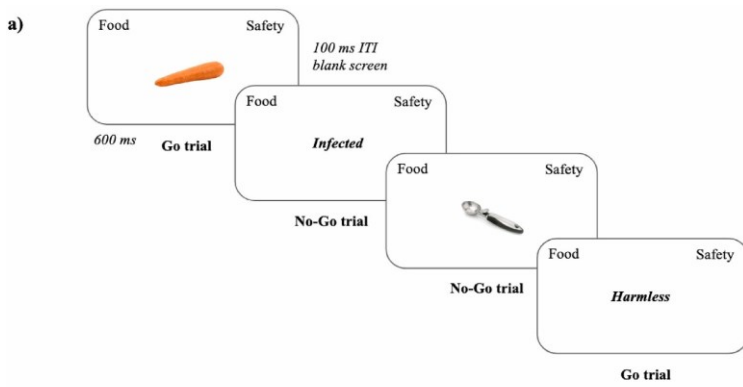 a)
Food Safety
100 ms ITI
blank screen
600 ms
Go trial
Food Safety
Infected
No-Go trial
Food Safety
No-Go trial
Food Safety
Harmless
Go trial